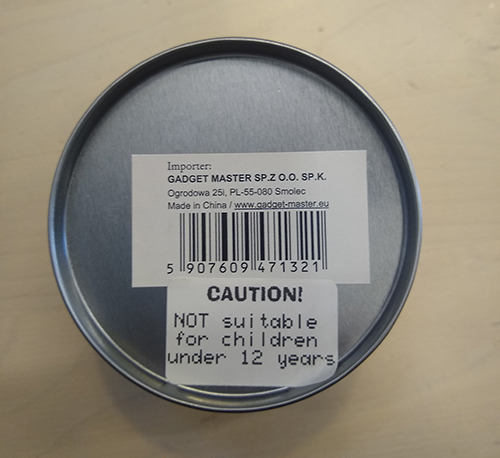 Importer:
GADGET MASTER SP.Z O.O. SP.K.
Ogrodowa 25i, PL-55-080 Smolec
Made in China / www.gadget-master.eu
5 907609 471321
CAUTION!
NOT suitable
for children
under 12 years